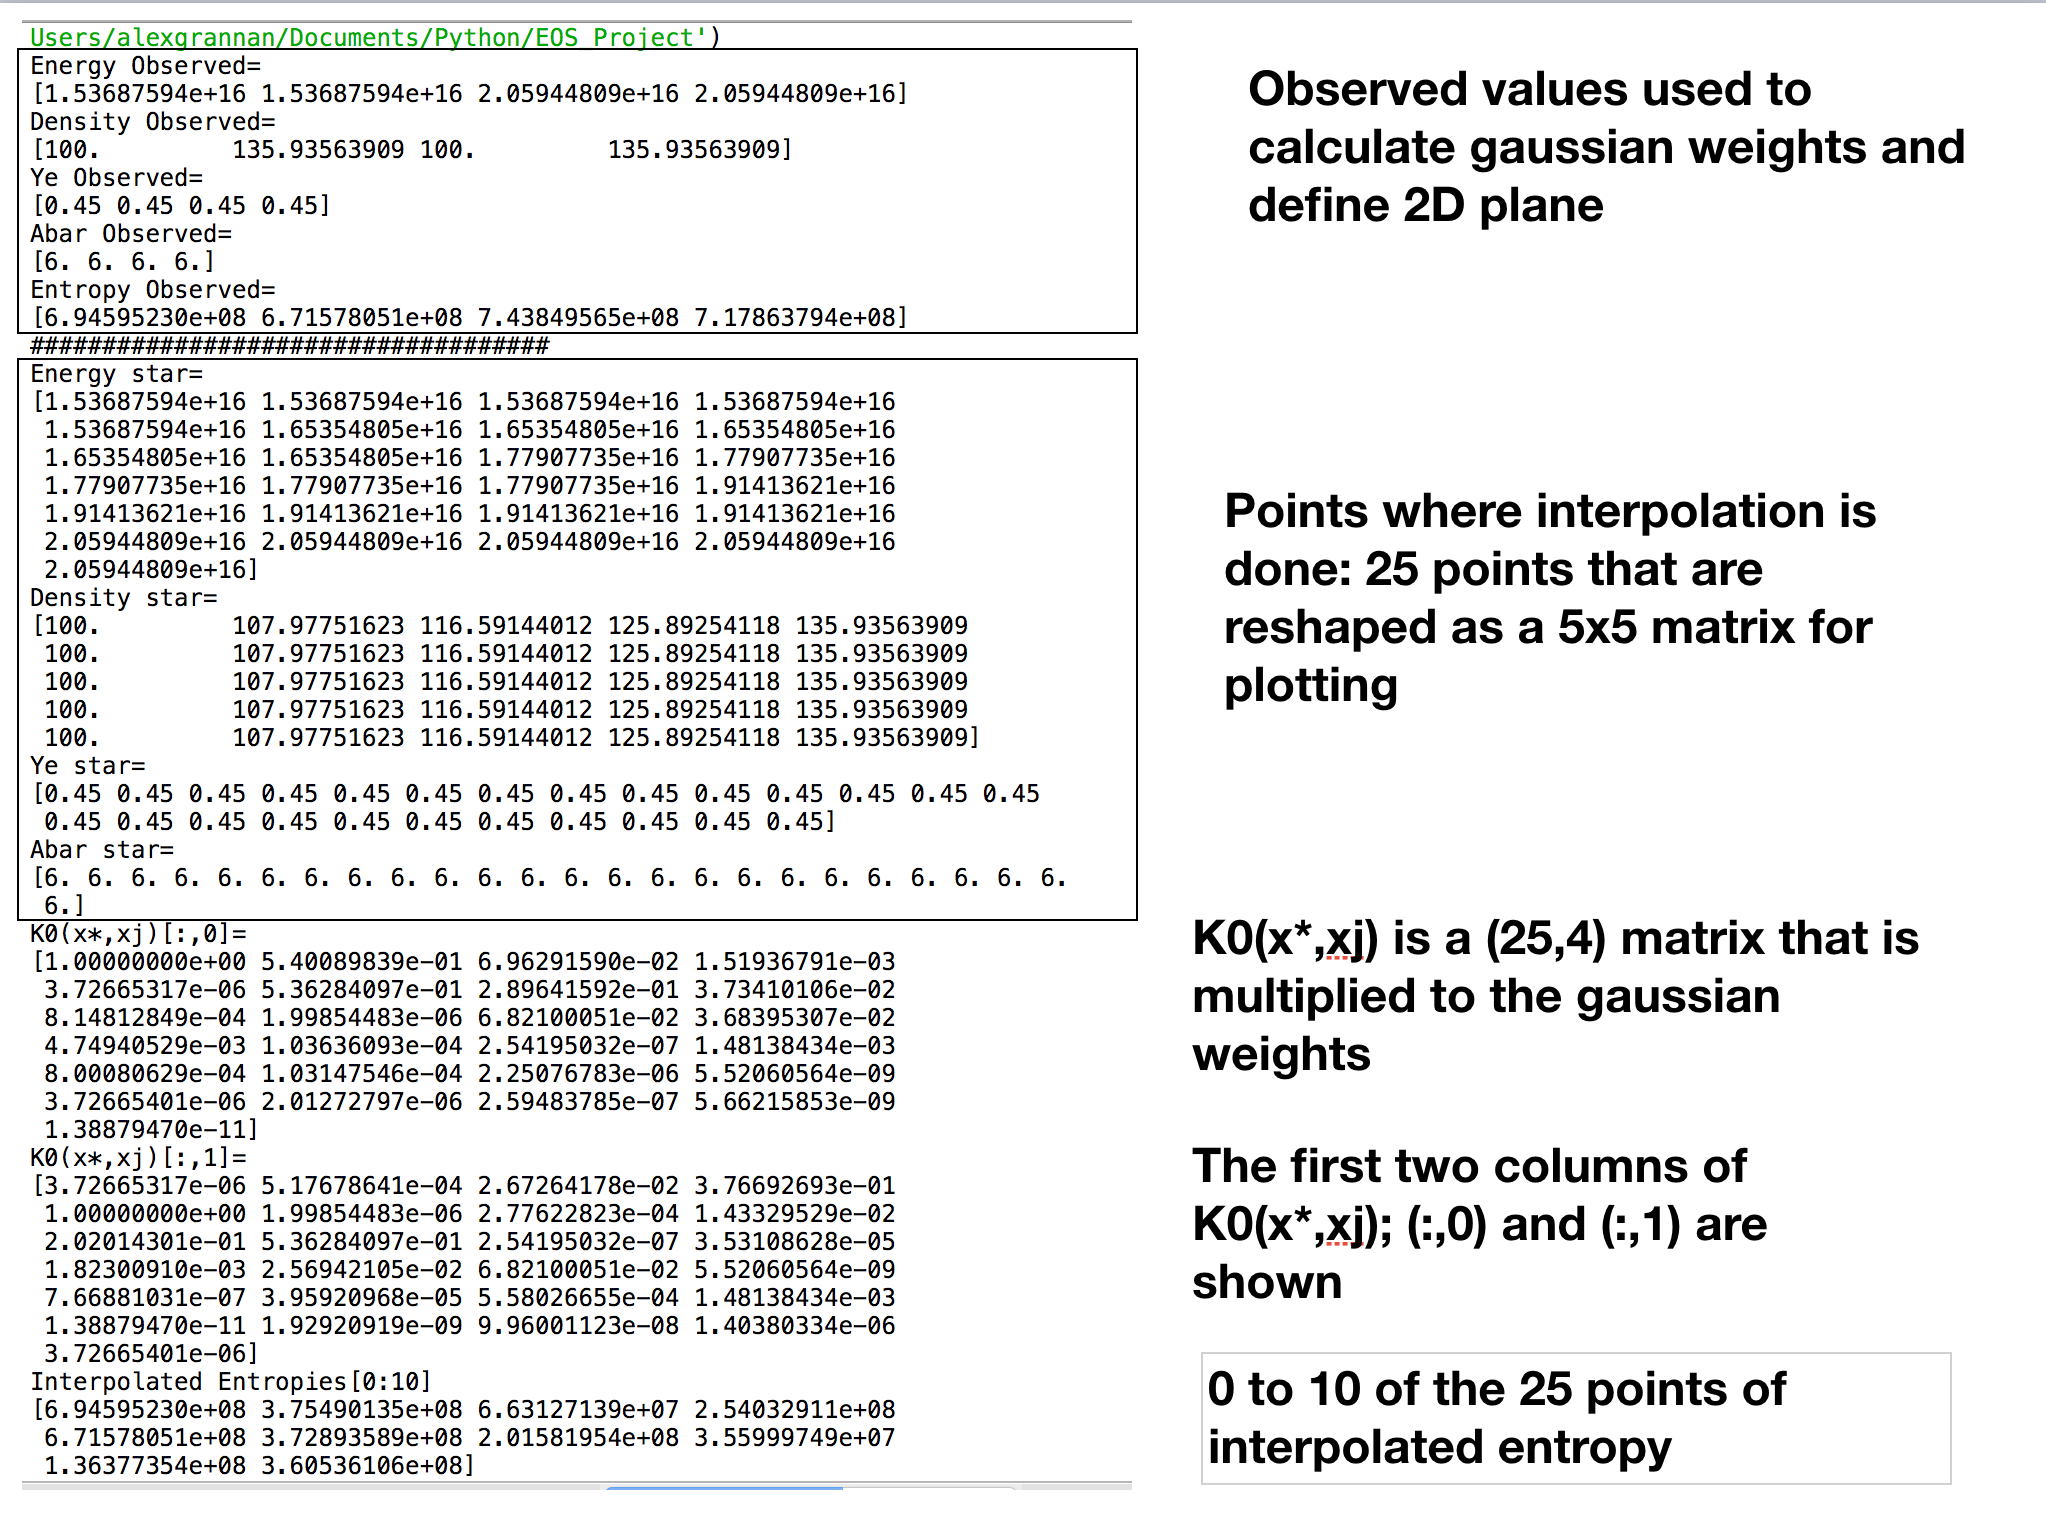 Users/alexgrannan/Documents/Python/EOS Project')
Energy Observed=
[1.53687594e+16 1.53687594e+16 2.05944809e+16 2.05944809e+16]
Density Observed=
[100.         135.93563909 100.         135.93563909]
Ye Observed=
[0.45 0.45 0.45 0.45]
Abar Observed=
[6. 6. 6. 6.]
Entropy Observed=
[6.94595230e+08 6.71578051e+08 7.43849565e+08 7.17863794e+08]
####################################
Energy star=
[1.53687594e+16 1.53687594e+16 1.53687594e+16 1.53687594e+16
1.53687594e+16 1.65354805e+16 1.65354805e+16 1.65354805e+16
1.65354805e+16 1.65354805e+16 1.77907735e+16 1.77907735e+16
1.77907735e+16 1.77907735e+16 1.77907735e+16 1.91413621e+16
1.91413621e+16 1.91413621e+16 1.91413621e+16 1.91413621e+16
2.05944809e+16 2.05944809e+16 2.05944809e+16 2.05944809e+16
2.05944809e+16]
Density star=
[100.         107.97751623 116.59144012 125.89254118 135.93563909
100.         107.97751623 116.59144012 125.89254118 135.93563909
100.         107.97751623 116.59144012 125.89254118 135.93563909
100.         107.97751623 116.59144012 125.89254118 135.93563909
100.         107.97751623 116.59144012 125.89254118 135.93563909]
Ye star=
[0.45 0.45 0.45 0.45 0.45 0.45 0.45 0.45 0.45 0.45 0.45 0.45 0.45 0.45
0.45 0.45 0.45 0.45 0.45 0.45 0.45 0.45 0.45 0.45 0.45]
Abar star=
[6. 6. 6. 6. 6. 6. 6. 6. 6. 6. 6. 6. 6. 6. 6. 6. 6. 6. 6. 6. 6. 6. 6. 6.
6.]
K0(x*,xj)[:,0]=
[1.00000000e+00 5.40089839e-01 6.96291590e-02 1.51936791e-03
3.72665317e-06 5.36284097e-01 2.89641592e-01 3.73410106e-02
8.14812849e-04 1.99854483e-06 6.82100051e-02 3.68395307e-02
4.74940529e-03 1.03636093e-04 2.54195032e-07 1.48138434e-03
8.00080629e-04 1.03147546e-04 2.25076783e-06 5.52060564e-09
3.72665401e-06 2.01272797e-06 2.59483785e-07 5.66215853e-09
1.38879470e-11]
K0(x*,xj)[:,1]=
[3.72665317e-06 5.17678641e-04 2.67264178e-02 3.76692693e-01
1.00000000e+00 1.99854483e-06 2.77622823e-04 1.43329529e-02
2.02014301e-01 5.36284097e-01 2.54195032e-07 3.53108628e-05
1.82300910e-03 2.56942105e-02 6.82100051e-02 5.52060564e-09
7.66881031e-07 3.95920968e-05 5.58026655e-04 1.48138434e-03
1.38879470e-11 1.92920919e-09 9.96001123e-08 1.40380334e-06
3.72665401e-06]
Interpolated Entropies[0:10]
[6.94595230e+08 3.75490135e+08 6.63127139e+07 2.54032911e+08
6.71578051e+08 3.72893589e+08 2.01581954e+08 3.55999749e+07
1.36377354e+08 3.60536106e+08]
Observed values used to
calculate gaussian weights and
define 2D plane
Points where interpolation is
done: 25 points that are
reshaped as a 5x5 matrix for
plotting
K0(x*,xj) is a (25,4) matrix that is
multiplied to the gaussian
weights
The first two columns of
K0(x*,xj); (:,0) and (:,1) are
shown
0 to 10 of the 25 points of
interpolated entropy